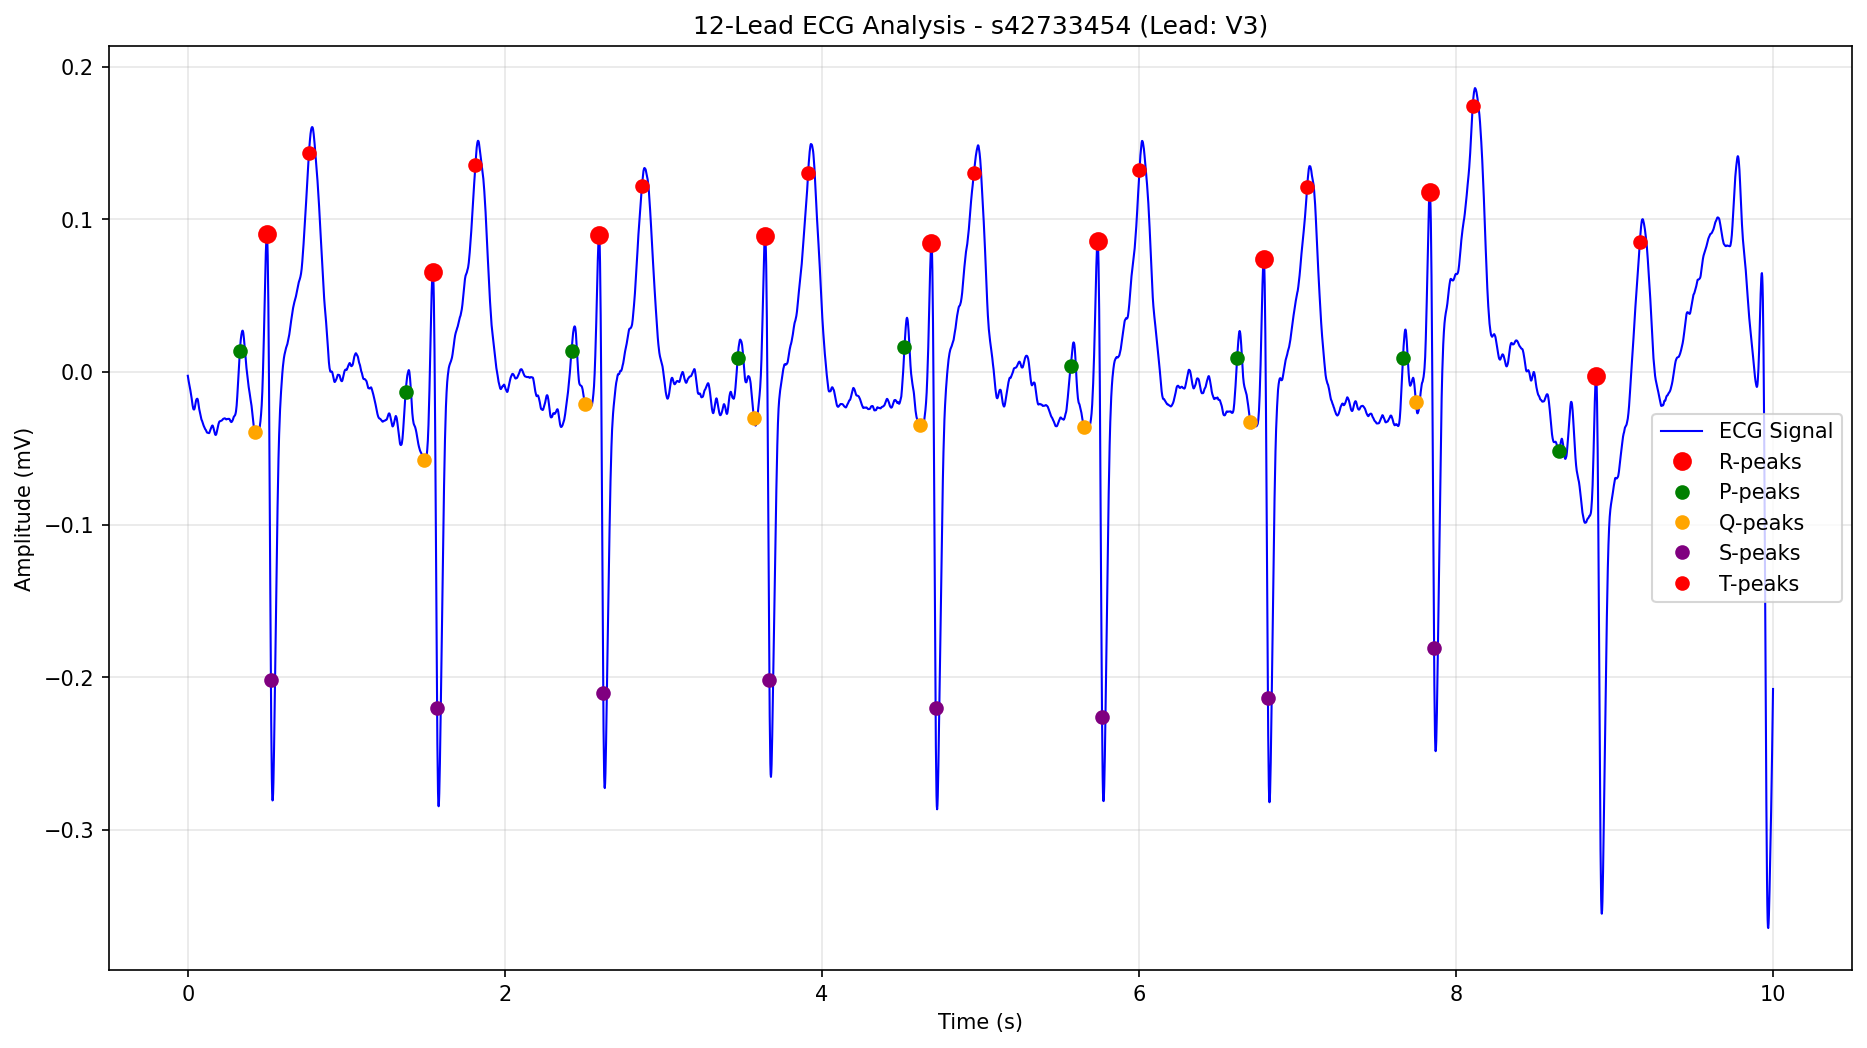 12-Lead ECG Analysis - s42733454 (Lead: V3)
0.2
0.1
0.0
−0.1
−0.2
−0.3
Amplitude (mV)
ECG Signal
R-peaks
P-peaks
Q-peaks
S-peaks
T-peaks
0 2 4 6 8 10
Time (s)